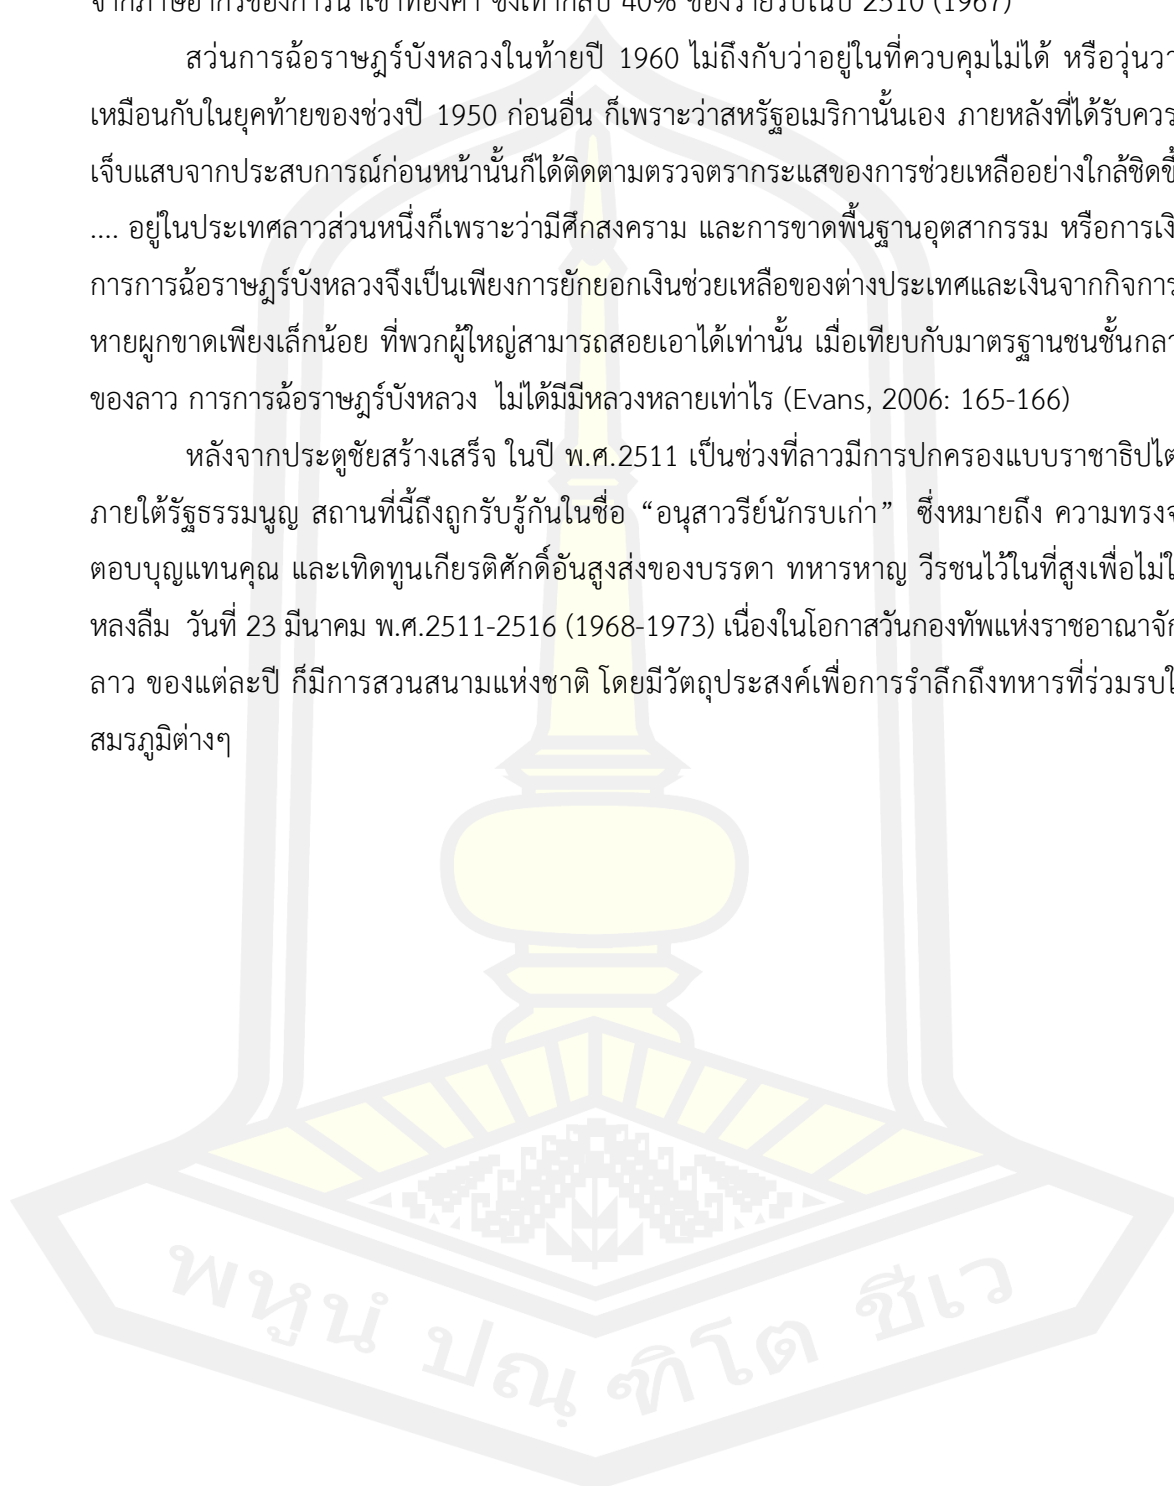 จากภาษีอากรของการนำเข้าทองคำ ซึ่งเท่ากับ 40% ของรายรับในปี 2510 (1967)
สว่นการฉ้อราษฎร์บังหลวงในท้ายปี 1960 ไม่ถึงกับว่าอยู่ในที่ควบคุมไม่ได้ หรือวุ่นวา
เหมือนกับในยุคท้ายของช่วงปี 1950 ก่อนอื่น ก็เพราะว่าสหรัฐอเมริกานั้นเอง ภายหลังที่ได้รับควา
เจ็บแสบจากประสบการณ์ก่อนหน้านั้นก็ได้ติดตามตรวจตรากระแสของการช่วยเหลืออย่างใกล้ชิดขึ้
.... อยู่ในประเทศลาวส่วนหนึ่งก็เพราะว่ามีศึกสงคราม และการขาดพื้นฐานอุตสากรรม หรือการเงิ
การการฉ้อราษฎร์บังหลวงจึงเป็นเพียงการยักยอกเงินช่วยเหลือของต่างประเทศและเงินจากกิจการ
หายผูกขาดเพียงเล็กน้อย ที่พวกผู้ใหญ่สามารถสอยเอาได้เท่านั้น เมื่อเทียบกับมาตรฐานชนชั้นกลา
ของลาว การการฉ้อราษฎร์บังหลวง ไม่ได้มีมีหลวงหลายเท่าไร (Evans, 2006: 165-166)
หลังจากประตูชัยสร้างเสร็จ ในปี พ.ศ.2511 เป็นช่วงที่ลาวมีการปกครองแบบราชาธิปไต
ภายใต้รัฐธรรมนูญ สถานที่นี้ถึงถูกรับรู้กันในชื่อ “อนุสาวรีย์นักรบเก่า” ซึ่งหมายถึง ความทรงจ
ตอบบุญแทนคุณ และเทิดทูนเกียรติศักดิ์อันสูงส่งของบรรดา ทหารหาญ วีรชนไว้ในที่สูงเพื่อไม่ใ
หลงลืม วันที่ 23 มีนาคม พ.ศ.2511-2516 (1968-1973) เนื่องในโอกาสวันกองทัพแห่งราชอาณาจัก
ลาว ของแต่ละปี ก็มีการสวนสนามแห่งชาติ โดยมีวัตถุประสงค์เพื่อการรำลึกถึงทหารที่ร่วมรบใ
สมรภูมิต่างๆ
พหูนํ ปณฺฑิโต ชีเว